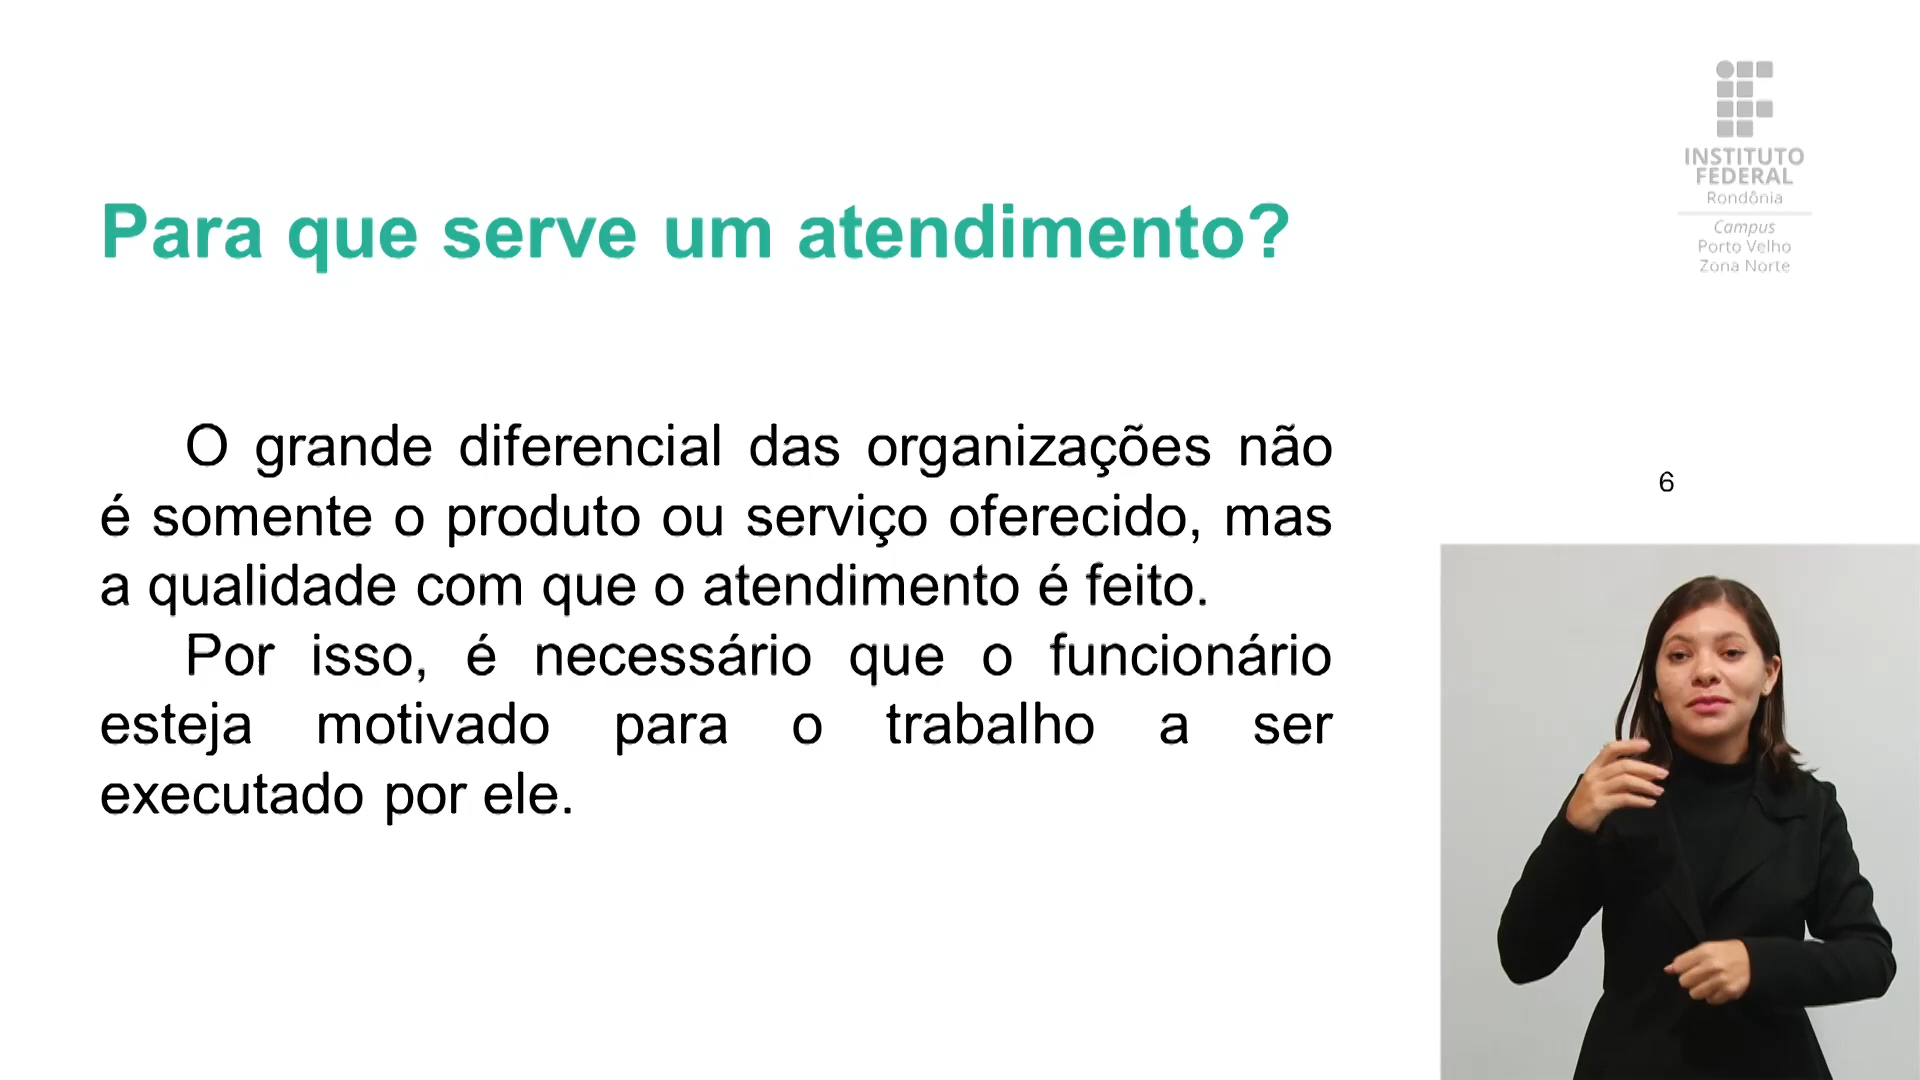 INSTITUTO
FEDERAL
Rondônia
Campus
Porto Velho
Zona Norte
Para que serve um atendimento?
O grande diferencial das organizações não
é somente o produto ou serviço oferecido, mas
a qualidade com que o atendimento é feito.
Por isso, é necessário que o funcionário
esteja motivado para o trabalho a ser
executado por ele.
6